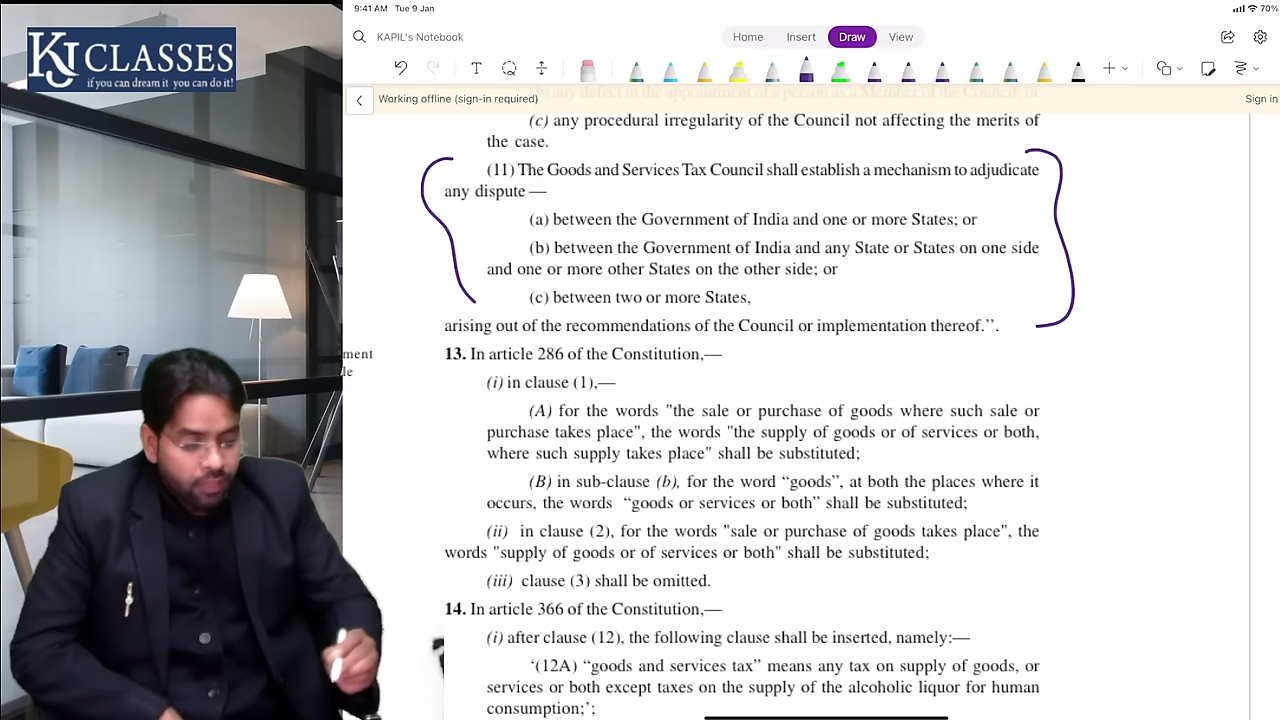 KJ CLASSES
if you can dream it you can do it!
9:41 AM Tue 9 Jan
70%
KAPIL's Notebook
Home Insert Draw View
Working offline (sign-in required)
Sign in
(b) any defect in the appointment of a person as a Member of the Council; or
(c) any procedural irregularity of the Council not affecting the merits of
the case.
(11) The Goods and Services Tax Council shall establish a mechanism to adjudicate
any dispute —
(a) between the Government of India and one or more States; or
(b) between the Government of India and any State or States on one side
and one or more other States on the other side; or
(c) between two or more States,
arising out of the recommendations of the Council or implementation thereof.’’.
13. In article 286 of the Constitution,—
(i) in clause (1),—
(A) for the words "the sale or purchase of goods where such sale or
purchase takes place", the words "the supply of goods or of services or both,
where such supply takes place" shall be substituted;
(B) in sub-clause (b), for the word “goods”, at both the places where it
occurs, the words “goods or services or both” shall be substituted;
(ii) in clause (2), for the words "sale or purchase of goods takes place", the
words "supply of goods or of services or both" shall be substituted;
(iii) clause (3) shall be omitted.
14. In article 366 of the Constitution,—
(i) after clause (12), the following clause shall be inserted, namely:—
‘(12A) “goods and services tax” means any tax on supply of goods, or
services or both except taxes on the supply of the alcoholic liquor for human
consumption;’;